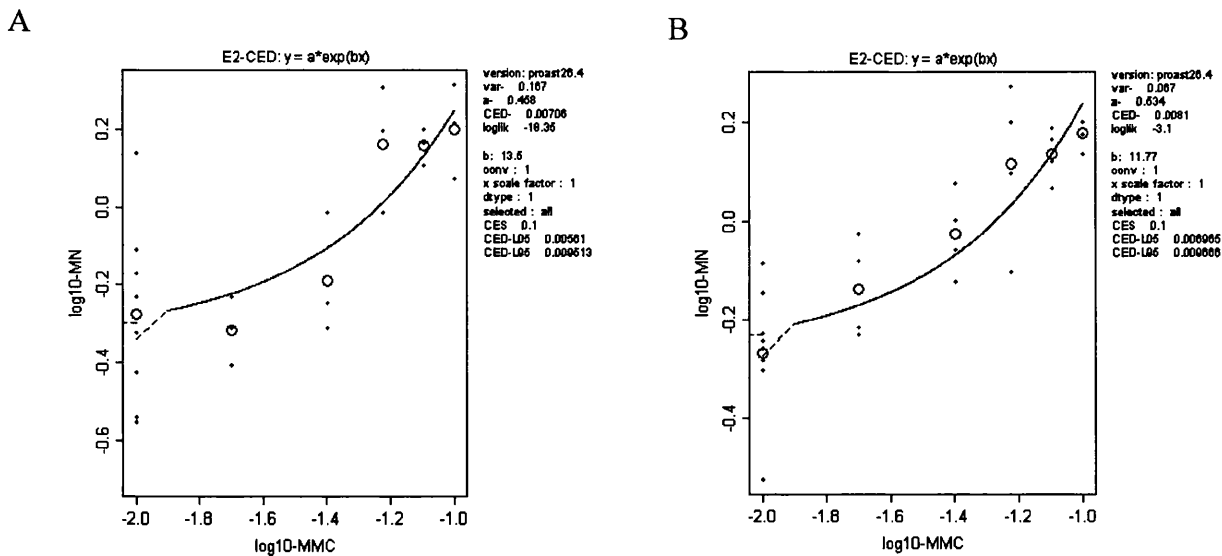 A
E2-CED: y = a*exp(bx)
version: proast26.4
var- 0.167
a- 0.458
CED- 0.00706
loglik -18.35
b: 13.5
conv : 1
x scale factor : 1
dtype : 1
selected : all
CES 0.1
CED-L05 0.00561
CED-L95 0.009513
log10-MN
0.2
0.0
-0.2
-0.4
-0.6
-2.0 -1.8 -1.6 -1.4 -1.2 -1.0
log10-MMC
B
E2-CED: y = a*exp(bx)
version: proast26.4
var- 0.067
a- 0.534
CED- 0.0081
loglik -3.1
b: 11.77
conv : 1
x scale factor : 1
dtype : 1
selected : all
CES 0.1
CED-L05 0.006965
CED-L95 0.009666
log10-MN
0.2
0.0
-0.2
-0.4
-2.0 -1.8 -1.6 -1.4 -1.2 -1.0
log10-MMC